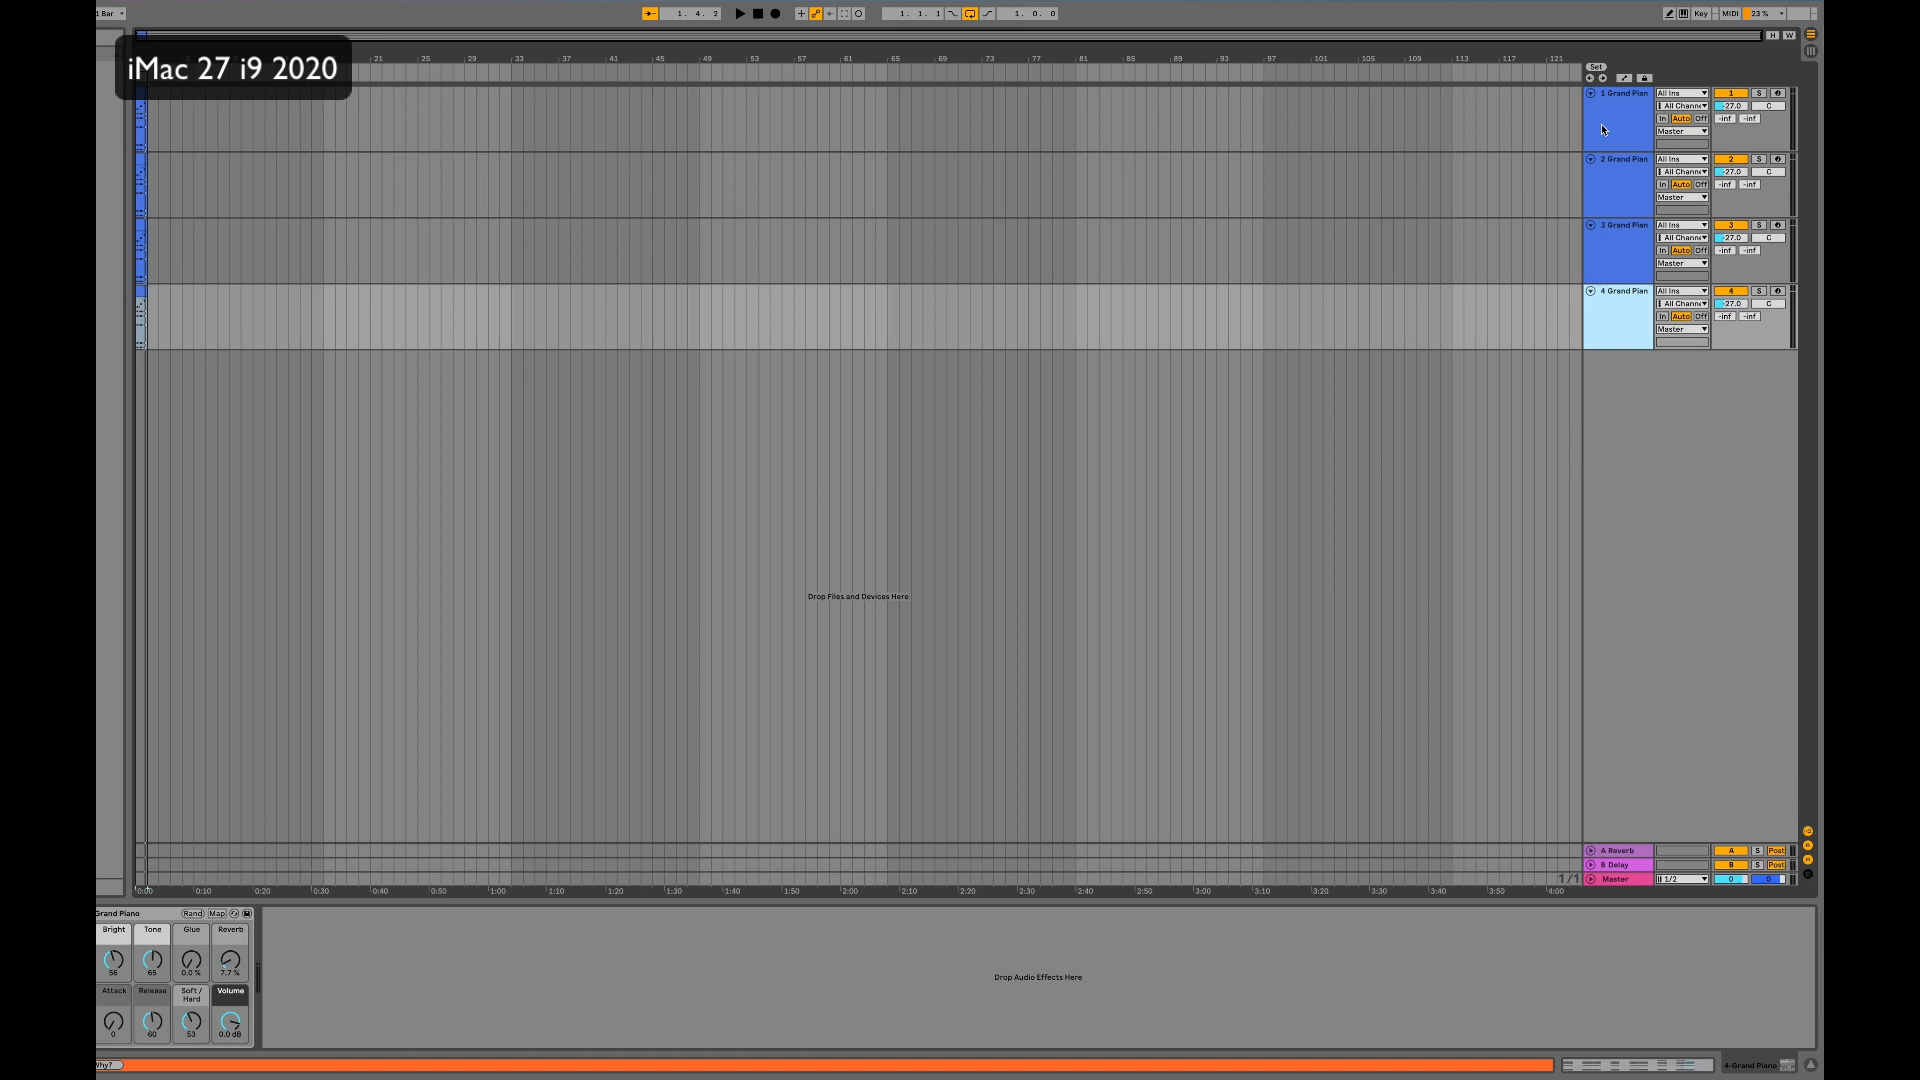 1 Bar
1. 4. 2
1. 1. 1
1. 0. 0
Key
MIDI
23 %
H W
iMac 27 i9 2020
21 25 29 33 37 41 45 49 53 57 61 65 69 73 77 81 85 89 93 97 101 105 109 113 117 121
Set
1 Grand Pian All Ins 1 S
All Channe -27.0 C
In Auto Off -inf -inf
Master
2 Grand Pian All Ins 2 S
All Channe -27.0 C
In Auto Off -inf -inf
Master
3 Grand Pian All Ins 3 S
All Channe -27.0 C
In Auto Off -inf -inf
Master
4 Grand Pian All Ins 4 S
All Channe -27.0 C
In Auto Off -inf -inf
Master
Drop Files and Devices Here
A Reverb A S Post
B Delay B S Post
1/1 Master 1/2 0 0
0:00 0:10 0:20 0:30 0:40 0:50 1:00 1:10 1:20 1:30 1:40 1:50 2:00 2:10 2:20 2:30 2:40 2:50 3:00 3:10 3:20 3:30 3:40 3:50 4:00
Grand Piano Rand Map
Bright Tone Glue Reverb
56 65 0.0 % 7.7 %
Attack Release Soft / Hard Volume
0 60 53 0.0 dB
Drop Audio Effects Here
Why?
4-Grand Piano